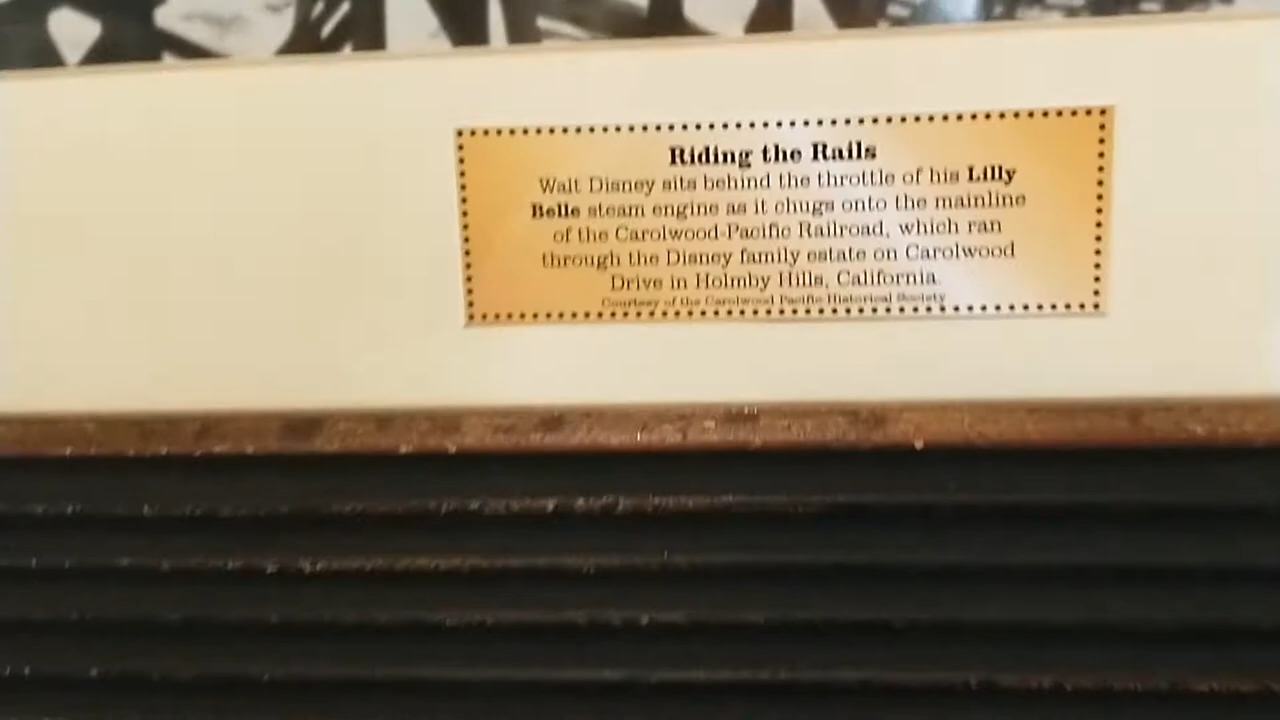 Riding the Rails
Walt Disney sits behind the throttle of his Lilly
Belle steam engine as it chugs onto the mainline
of the Carolwood-Pacific Railroad, which ran
through the Disney family estate on Carolwood
Drive in Holmby Hills, California.
Courtesy of the Carolwood Pacific Historical Society